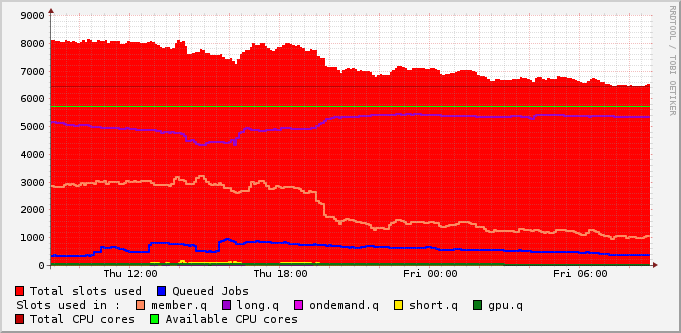 9000
8000
7000
6000
5000
4000
3000
2000
1000
0
Thu 12:00 Thu 18:00 Fri 00:00 Fri 06:00
RRDTOOL / TOBI OETIKER
Total slots used Queued Jobs
Slots used in : member.q long.q ondemand.q short.q gpu.q
Total CPU cores Available CPU cores